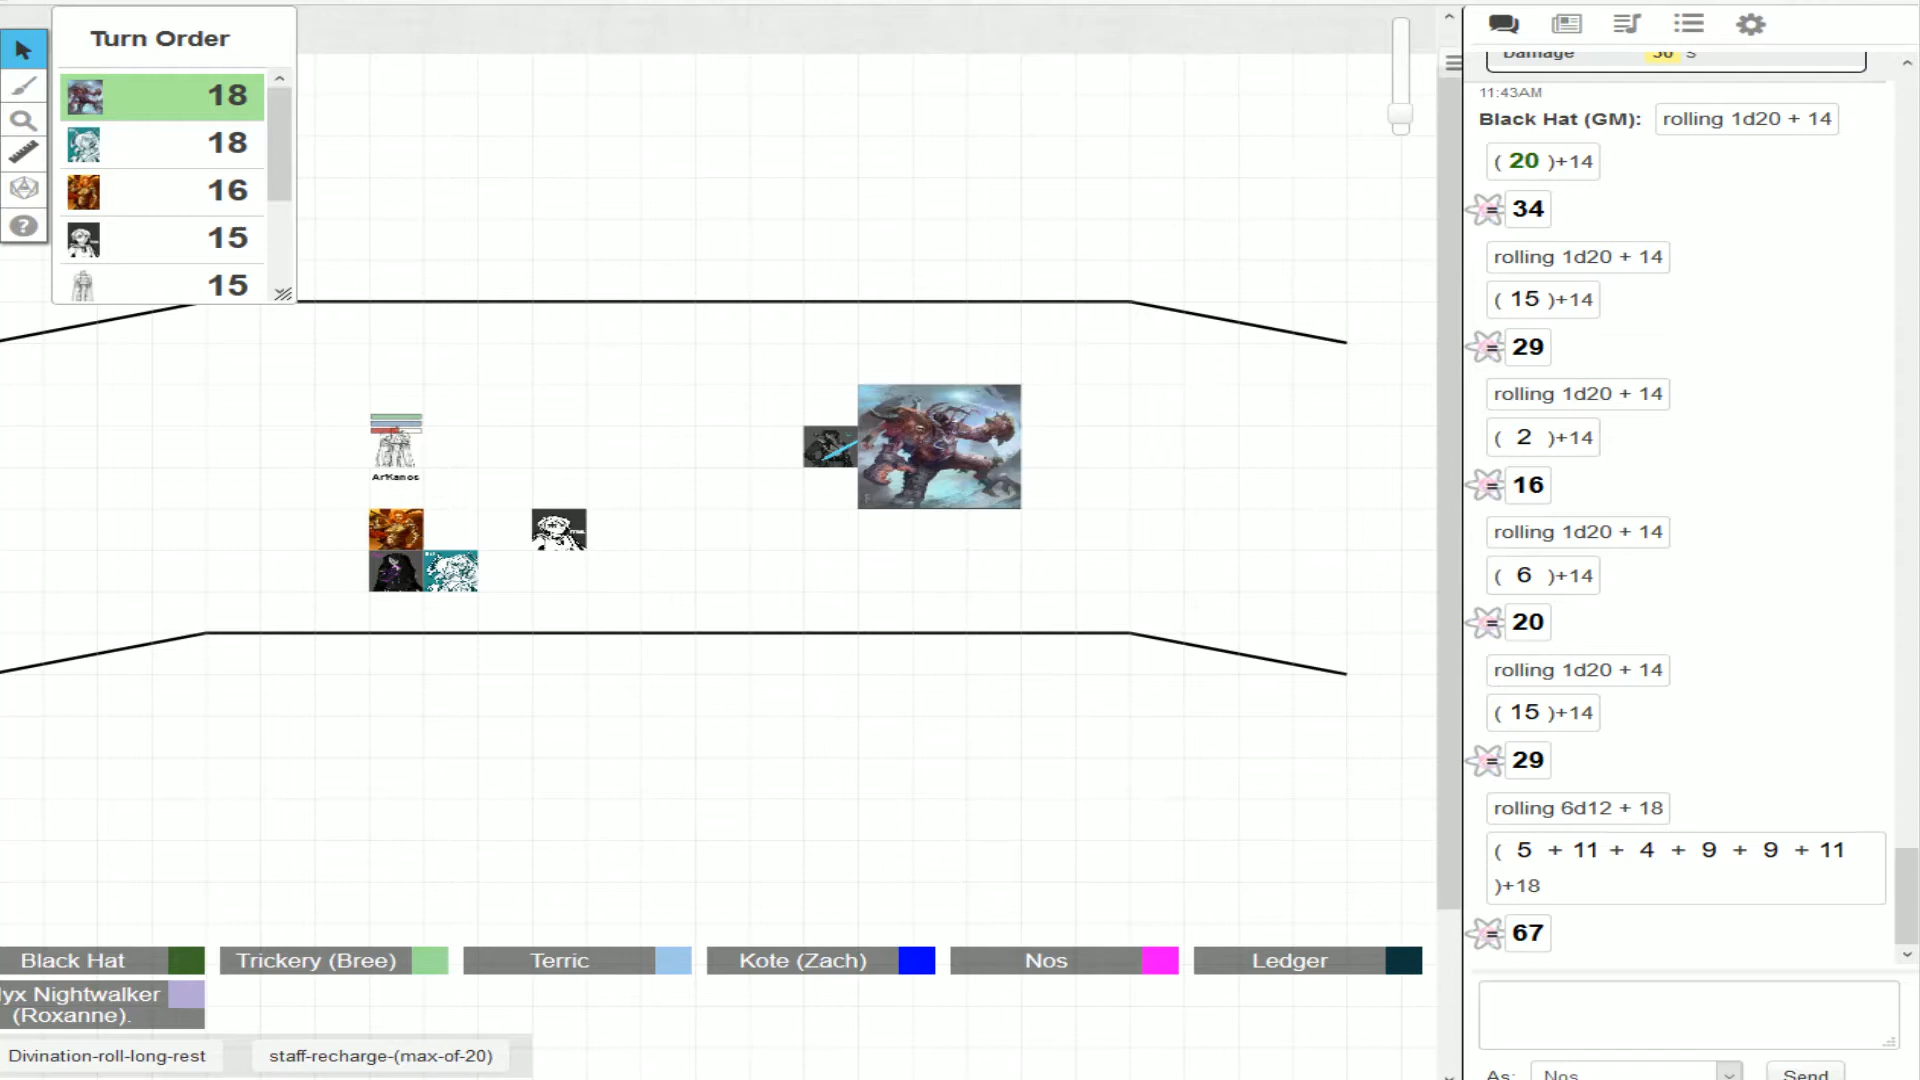 Turn Order
18
18
16
15
15
ArKanos
Damage 30 S
11:43AM
Black Hat (GM): rolling 1d20 + 14
( 20 )+14
= 34
rolling 1d20 + 14
( 15 )+14
= 29
rolling 1d20 + 14
( 2 )+14
= 16
rolling 1d20 + 14
( 6 )+14
= 20
rolling 1d20 + 14
( 15 )+14
= 29
rolling 6d12 + 18
( 5 + 11 + 4 + 9 + 9 + 11
)+18
= 67
Black Hat
Trickery (Bree)
Terric
Kote (Zach)
Nos
Ledger
lyx Nightwalker
(Roxanne).
Divination-roll-long-rest
staff-recharge-(max-of-20)
As: Nos
Send